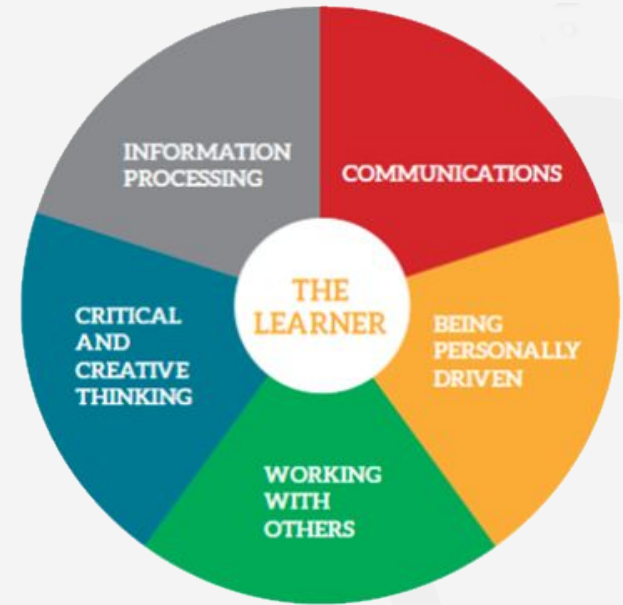 INFORMATION
PROCESSING
COMMUNICATIONS
THE
LEARNER
CRITICAL
AND
CREATIVE
THINKING
BEING
PERSONALLY
DRIVEN
WORKING
WITH
OTHERS